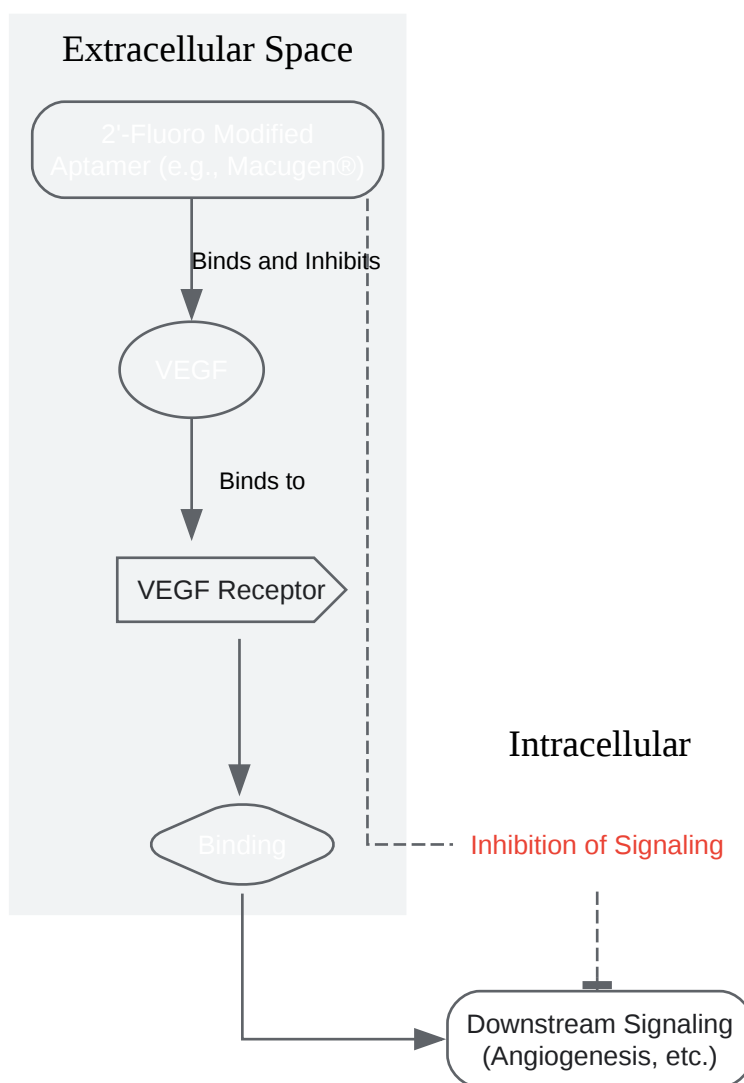 Extracellular Space
2'-Fluoro Modified
Aptamer (e.g., Macugen®)
Binds and Inhibits
VEGF
Binds to
VEGF Receptor
Intracellular
Binding
Inhibition of Signaling
Downstream Signaling
(Angiogenesis, etc.)